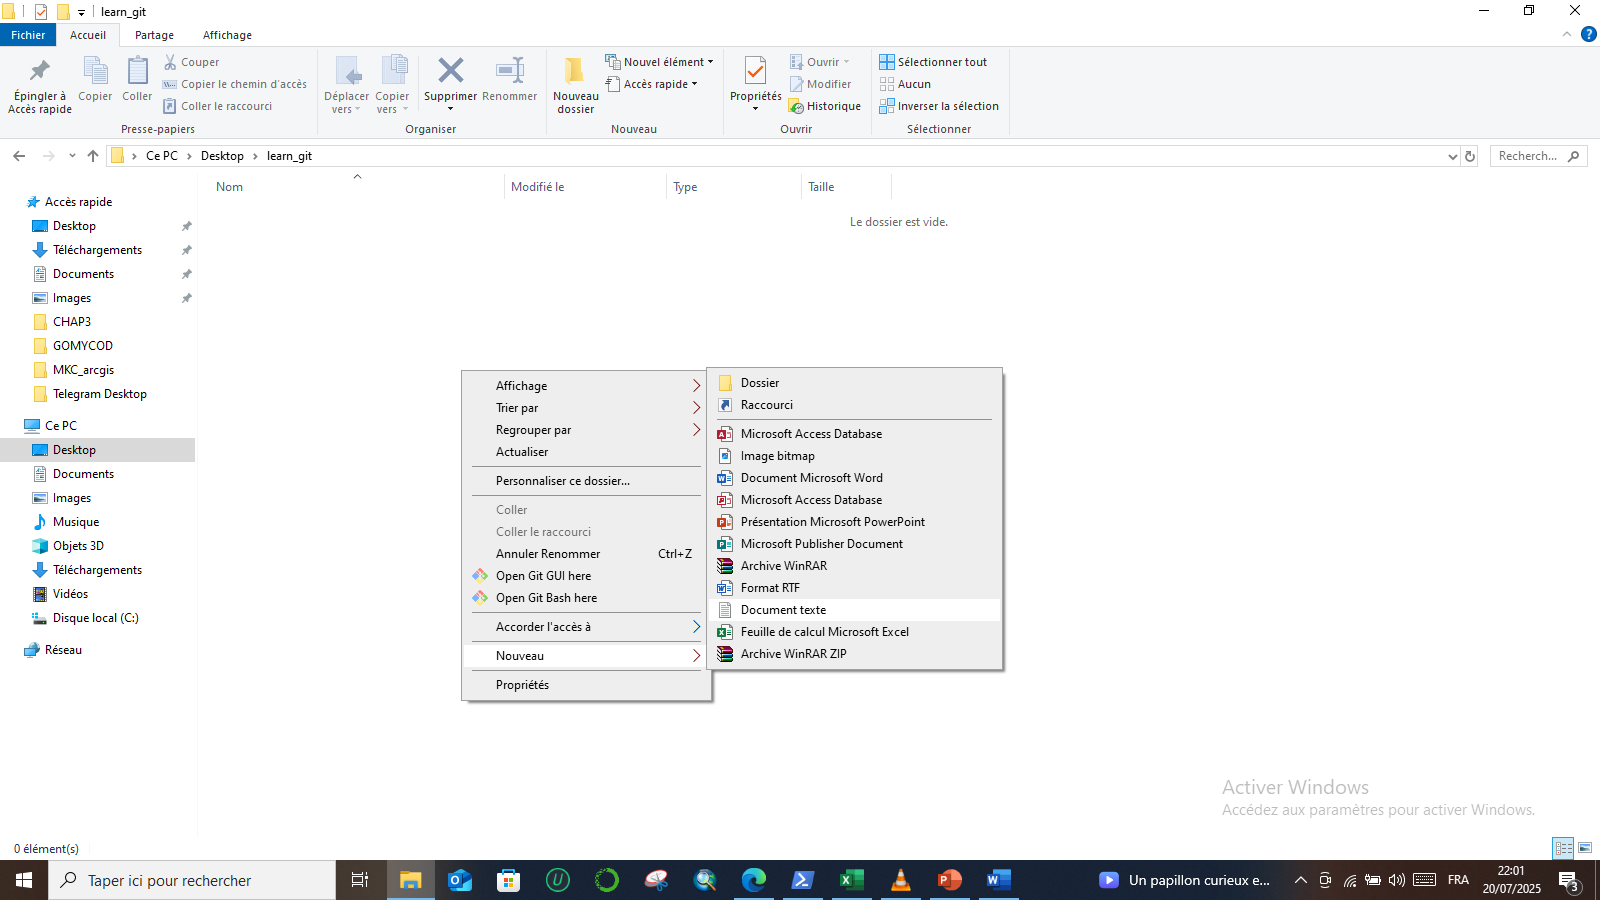 learn_git
Fichier Accueil Partage Affichage
Épingler à Accès rapide
Copier
Coller
Couper
Copier le chemin d'accès
Coller le raccourci
Presse-papiers
Déplacer vers
Copier vers
Supprimer
Renommer
Organiser
Nouveau dossier
Nouvel élément
Accès rapide
Nouveau
Propriétés
Ouvrir
Modifier
Historique
Ouvrir
Sélectionner tout
Aucun
Inverser la sélection
Sélectionner
Ce PC > Desktop > learn_git
Recherch...
Nom Modifié le Type Taille
Le dossier est vide.
Accès rapide
Desktop
Téléchargements
Documents
Images
CHAP3
GOMYCOD
MKC_arcgis
Telegram Desktop
Ce PC
Desktop
Documents
Images
Musique
Objets 3D
Téléchargements
Vidéos
Disque local (C:)
Réseau
Affichage
Trier par
Regrouper par
Actualiser
Personnaliser ce dossier...
Coller
Coller le raccourci
Annuler Renommer Ctrl+Z
Open Git GUI here
Open Git Bash here
Accorder l'accès à
Nouveau
Propriétés
Dossier
Raccourci
Microsoft Access Database
Image bitmap
Document Microsoft Word
Microsoft Access Database
Présentation Microsoft PowerPoint
Microsoft Publisher Document
Archive WinRAR
Format RTF
Document texte
Feuille de calcul Microsoft Excel
Archive WinRAR ZIP
Activer Windows
Accédez aux paramètres pour activer Windows.
0 élément(s)
Taper ici pour rechercher
Un papillon curieux e...
FRA
22:01
20/07/2025
3